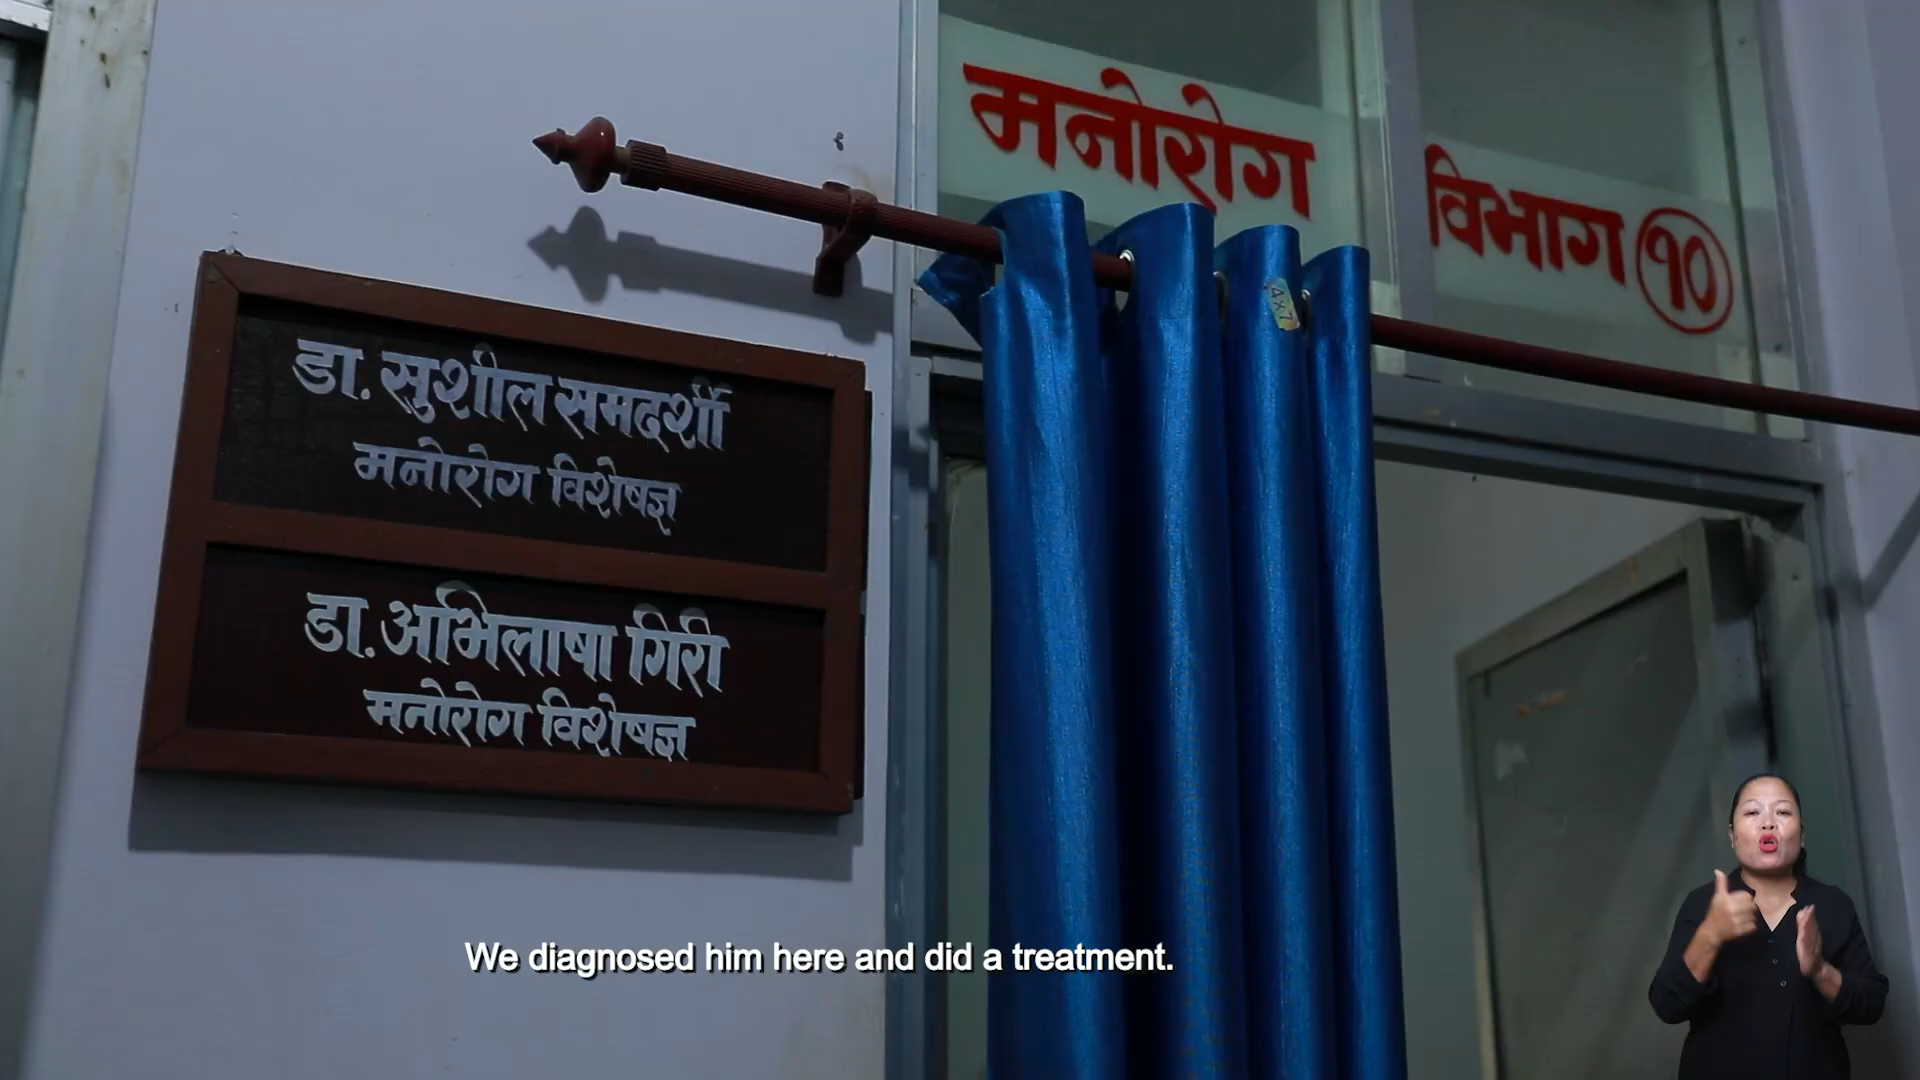 मनोरोग विभाग १०
डा. सुशील समदर्शी
मनोरोग विशेषज्ञ
डा. अभिलाषा गिरी
मनोरोग विशेषज्ञ
4x7
We diagnosed him here and did a treatment.